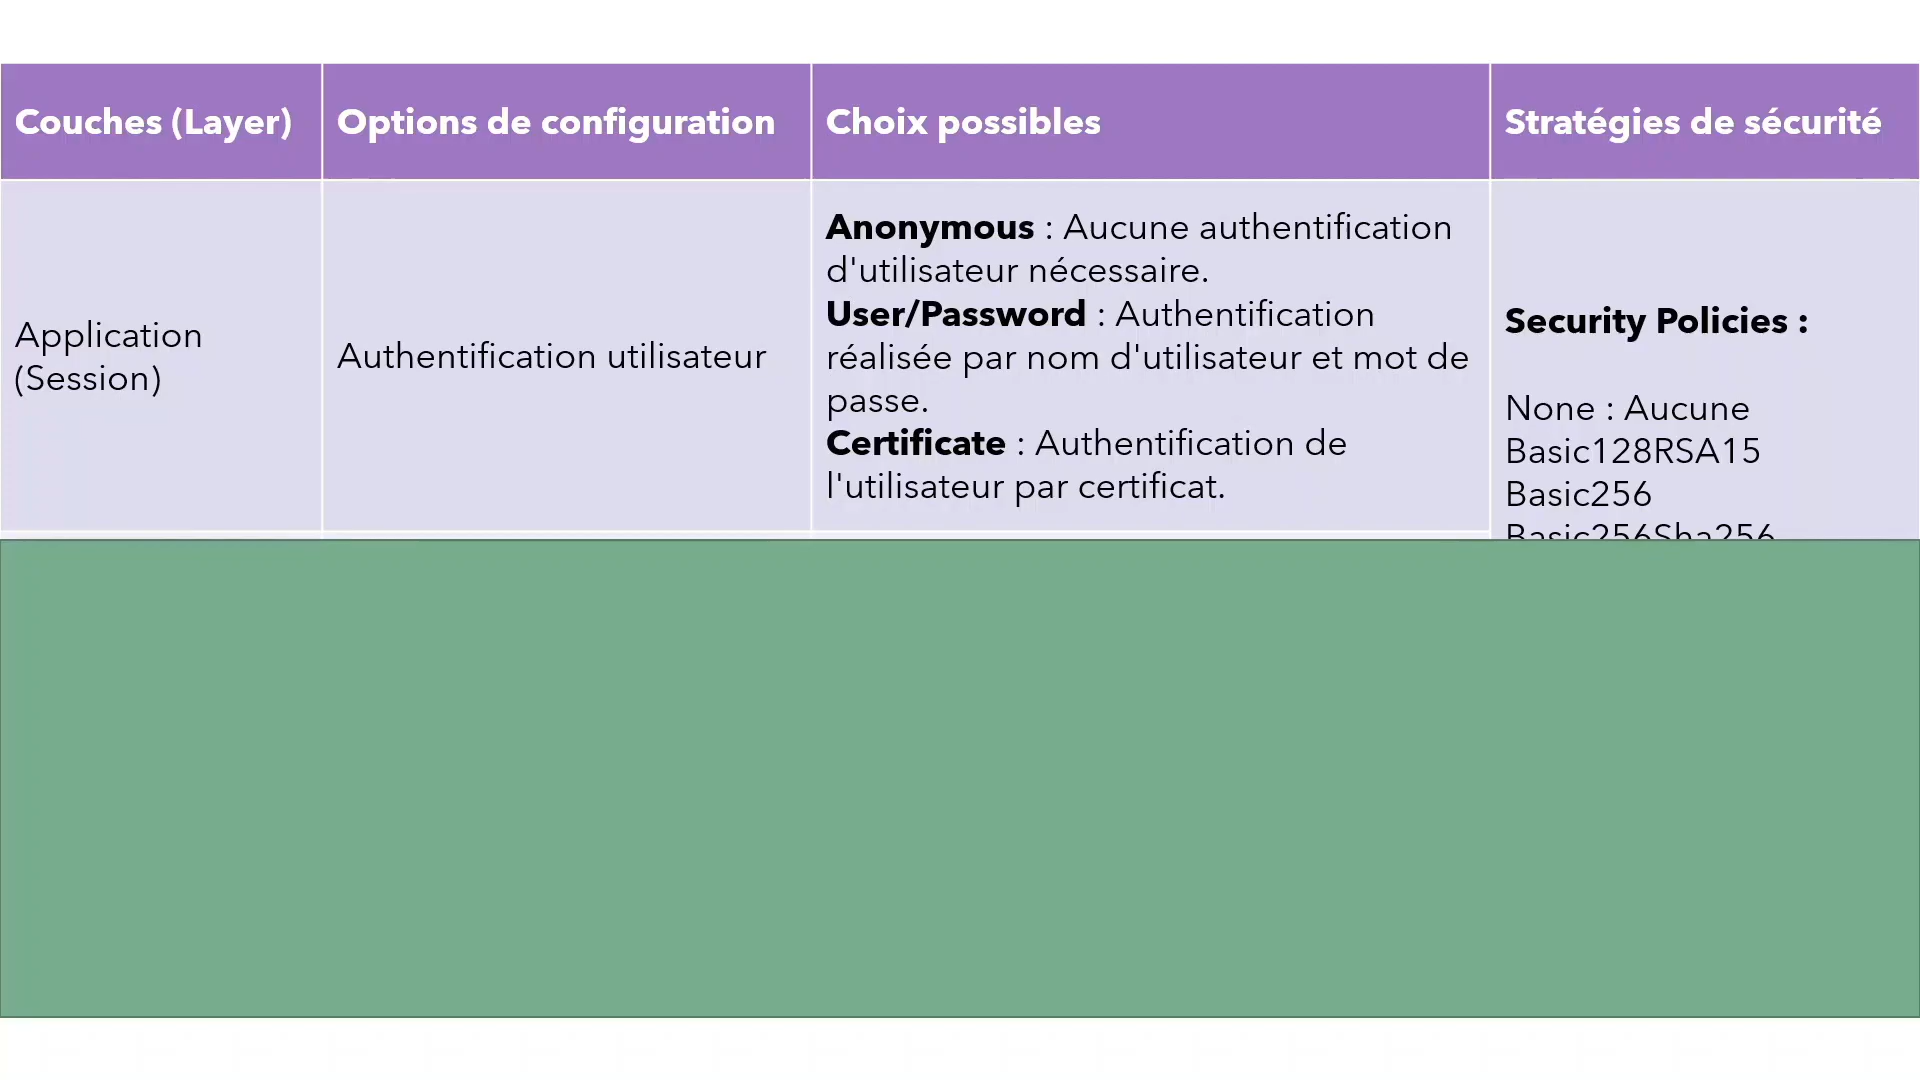 Couches (Layer)
Options de configuration
Choix possibles
Stratégies de sécurité
Application
(Session)
Authentification utilisateur
Anonymous : Aucune authentification
d'utilisateur nécessaire.
User/Password : Authentification
réalisée par nom d'utilisateur et mot de
passe.
Certificate : Authentification de
l'utilisateur par certificat.
Security Policies :
None : Aucune
Basic128RSA15
Basic256
Basic256Sha256